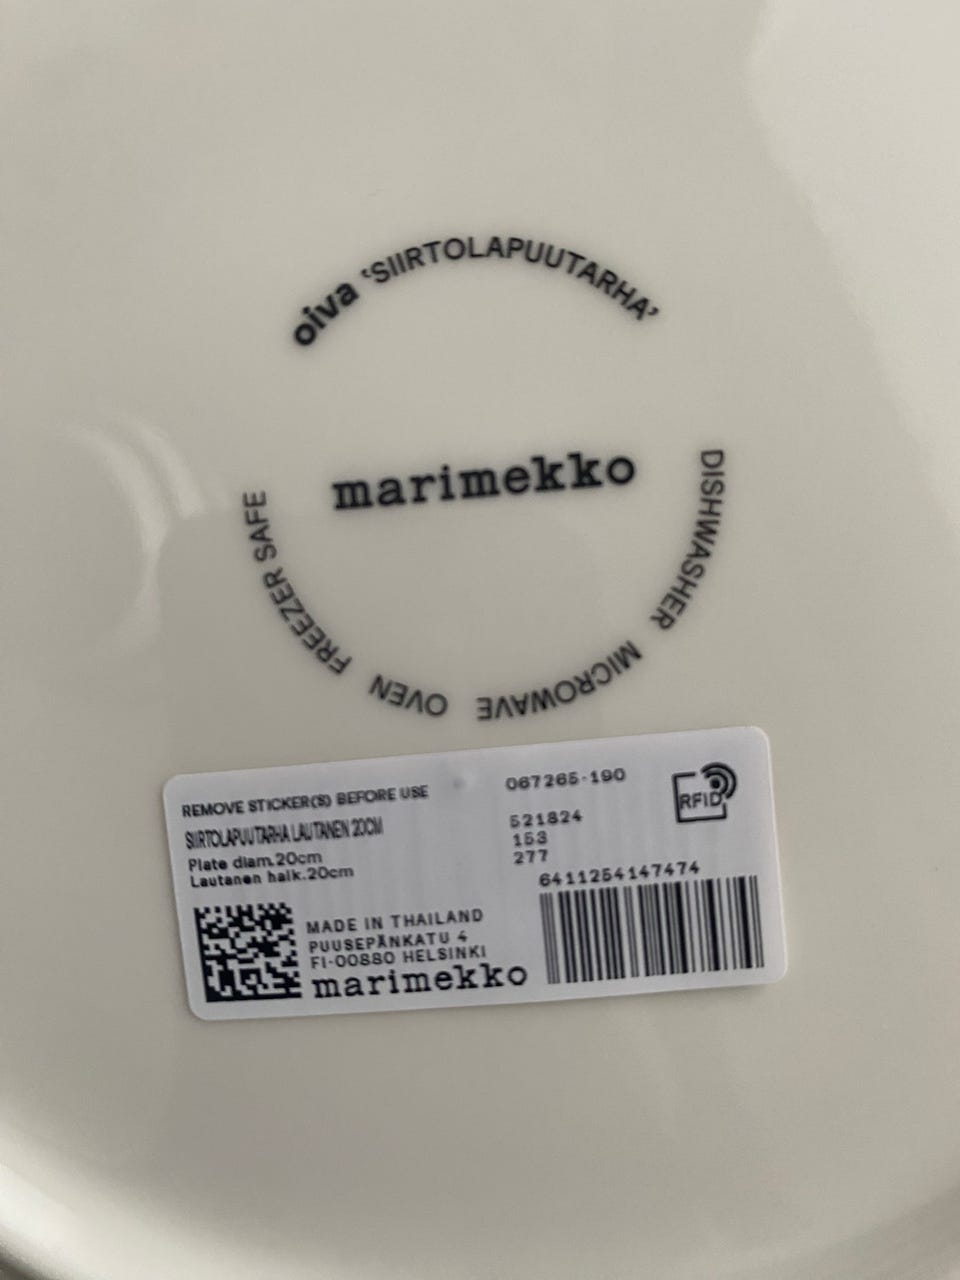 oiva ‘SIIRTOLAPUUTARHA’
marimekko
DISHWASHER MICROWAVE OVEN FREEZER SAFE
REMOVE STICKER(S) BEFORE USE
SIIRTOLAPUUTARHA LAUTANEN 20CM
Plate diam.20cm
Lautanen halk.20cm
067265-190
521824
153
277
6411254147474
RFID
MADE IN THAILAND
PUUSEPÄNKATU 4
FI-00880 HELSINKI
marimekko